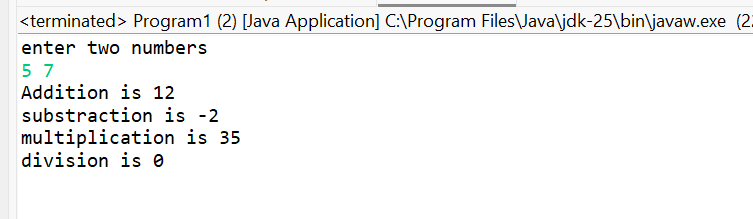 <terminated> Program1 (2) [Java Application] C:\Program Files\Java\jdk-25\bin\javaw.exe (2
enter two numbers
5 7
Addition is 12
substraction is -2
multiplication is 35
division is 0